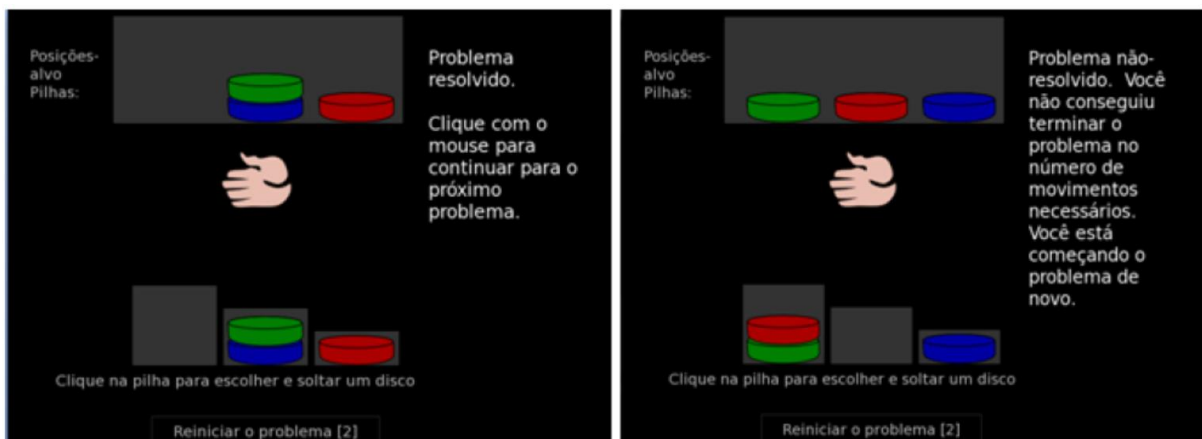 Posições-
alvo
Pilhas:
Problema
resolvido.
Clique com o
mouse para
continuar para o
próximo
problema.
Clique na pilha para escolher e soltar um disco
Reiniciar o problema [2]
Posições-
alvo
Pilhas:
Problema não-
resolvido. Você
não conseguiu
terminar o
problema no
número de
movimentos
necessários.
Você está
começando o
problema de
novo.
Clique na pilha para escolher e soltar um disco
Reiniciar o problema [2]